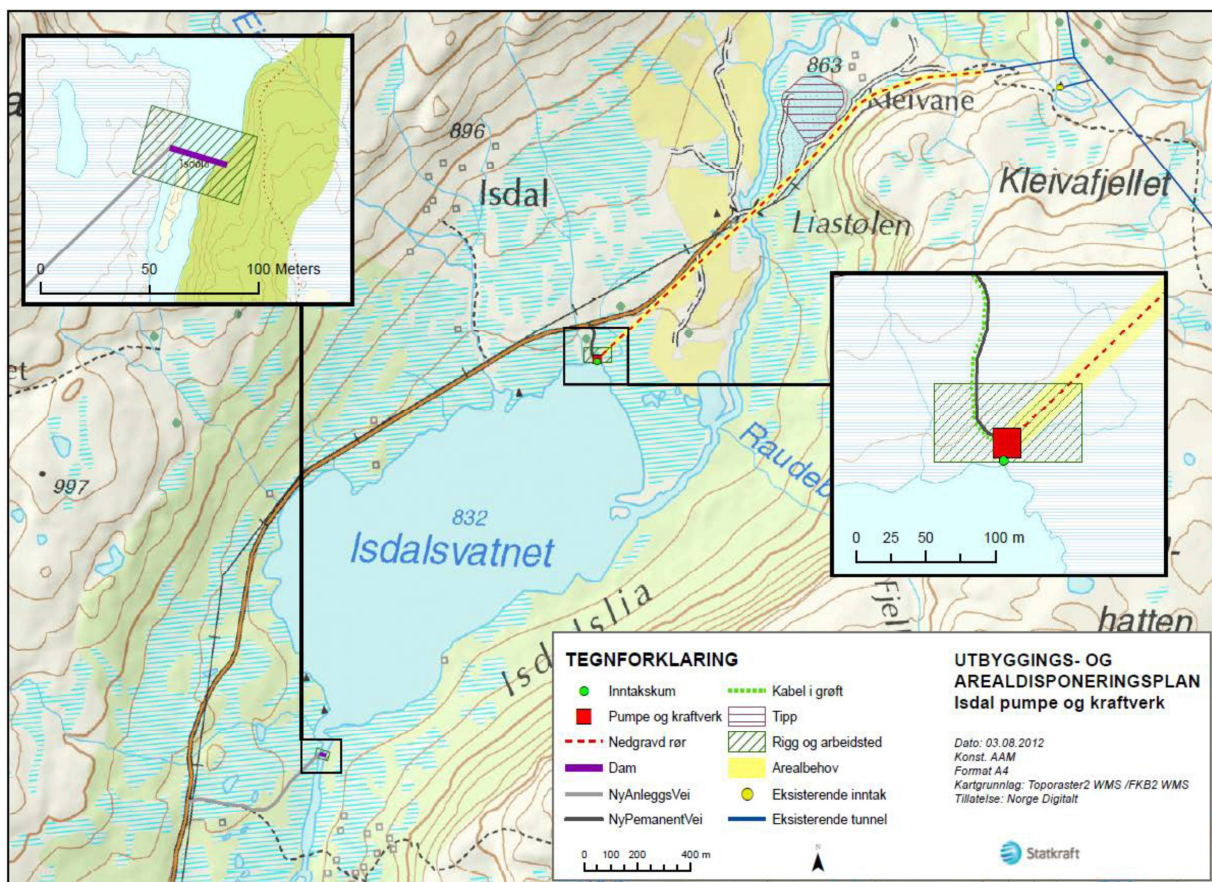 863
Kleivane
896
Isdal
Kleivafjellet
Liastølen
Isdøla
0 50 100 Meters
et
997
832
Isdalsvatnet
Raudeb
0 25 50 100 m
Isdalslia
Fjell
hatten
TEGNFORKLARING
Inntakskum
Pumpe og kraftverk
Nedgravd rør
Dam
NyAnleggsVei
NyPemanentVei
0 100 200 400 m
Kabel i grøft
Tipp
Rigg og arbeidsted
Arealbehov
Eksisterende inntak
Eksisterende tunnel
N
UTBYGGINGS- OG
AREALDISPONERINGSPLAN
Isdal pumpe og kraftverk
Dato: 03.08.2012
Konst. AAM
Format A4
Kartgrunnlag: Toporaster2 WMS /FKB2 WMS
Tillatelse: Norge Digitalt
Statkraft